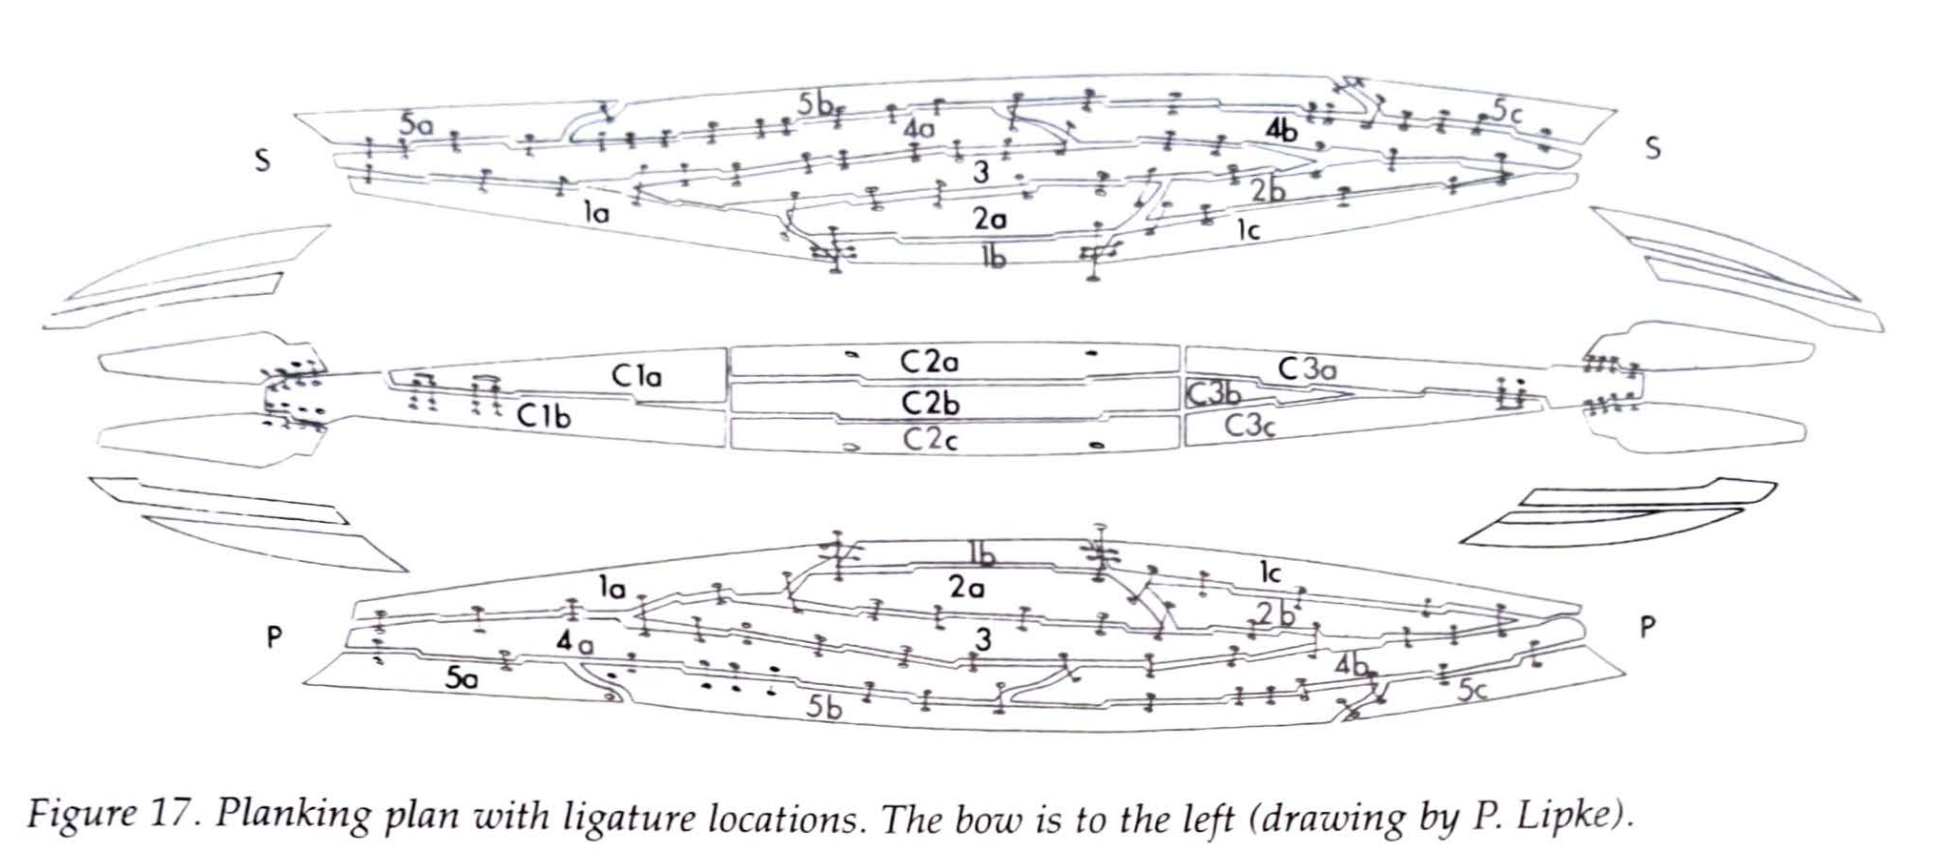 5a 5b 5c
4a 4b
S 3 S
1a 2a 2b
1b 1c
C1a C2a C3a
C1b C2b C3b
C2c C3c
1a 1b 1c
2a 2b
P 4a 3 P
5a 4b
5b 5c
Figure 17. Planking plan with ligature locations. The bow is to the left (drawing by P. Lipke).